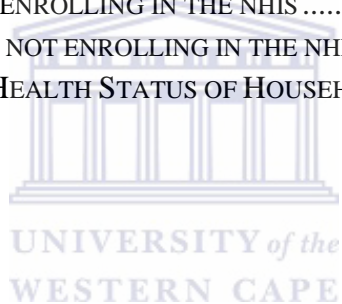 ENROLLING IN THE NHIS .....
NOT ENROLLING IN THE NH
HEALTH STATUS OF HOUSEH
UNIVERSITY of the
WESTERN CAPE